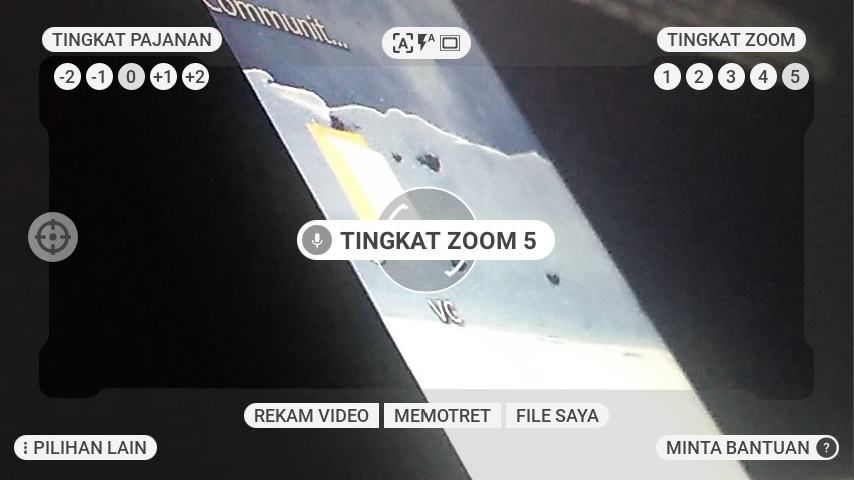 Communit...
TINGKAT PAJANAN
-2 -1 0 +1 +2
A A
TINGKAT ZOOM
1 2 3 4 5
TINGKAT ZOOM 5
VC
REKAM VIDEO MEMOTRET FILE SAYA
PILIHAN LAIN
MINTA BANTUAN ?